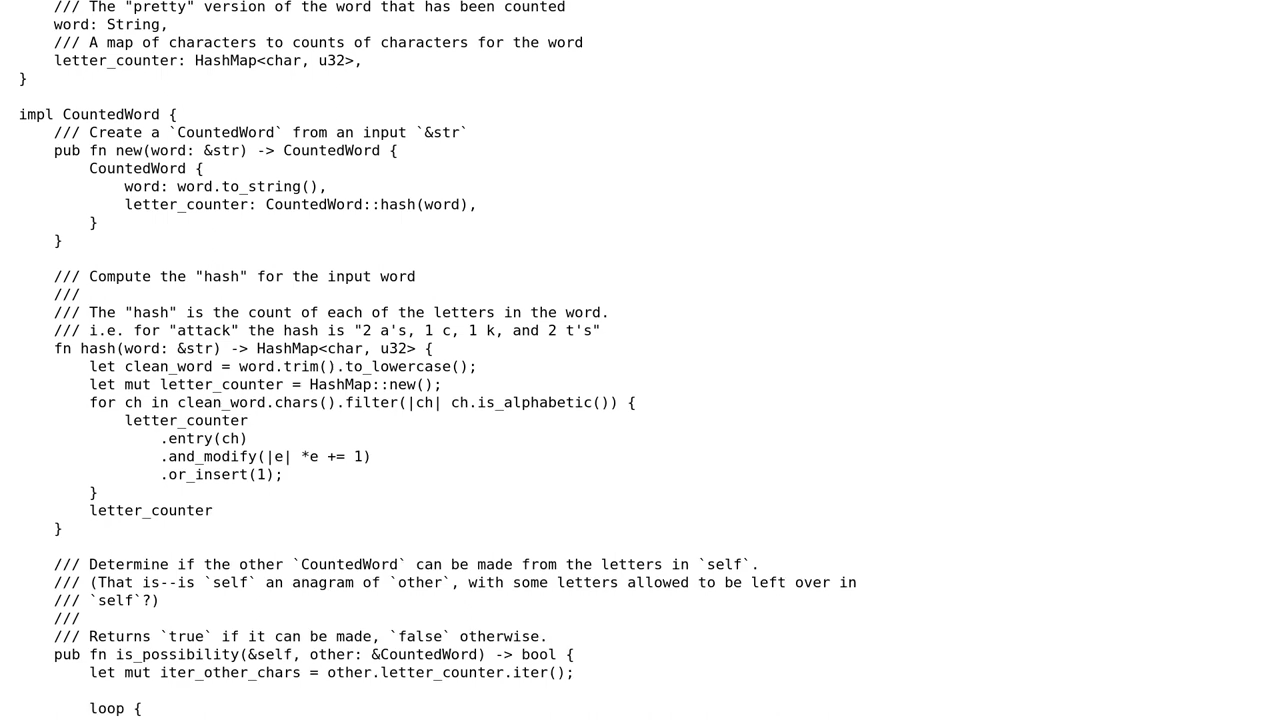 /// The "pretty" version of the word that has been counted
word: String,
/// A map of characters to counts of characters for the word
letter_counter: HashMap<char, u32>,
}
impl CountedWord {
/// Create a `CountedWord` from an input `&str`
pub fn new(word: &str) -> CountedWord {
CountedWord {
word: word.to_string(),
letter_counter: CountedWord::hash(word),
}
}
/// Compute the "hash" for the input word
///
/// The "hash" is the count of each of the letters in the word.
/// i.e. for "attack" the hash is "2 a's, 1 c, 1 k, and 2 t's"
fn hash(word: &str) -> HashMap<char, u32> {
let clean_word = word.trim().to_lowercase();
let mut letter_counter = HashMap::new();
for ch in clean_word.chars().filter(|ch| ch.is_alphabetic()) {
letter_counter
.entry(ch)
.and_modify(|e| *e += 1)
.or_insert(1);
}
letter_counter
}
/// Determine if the other `CountedWord` can be made from the letters in `self`.
/// (That is--is `self` an anagram of `other`, with some letters allowed to be left over in
/// `self`?)
///
/// Returns `true` if it can be made, `false` otherwise.
pub fn is_possibility(&self, other: &CountedWord) -> bool {
let mut iter_other_chars = other.letter_counter.iter();
loop {